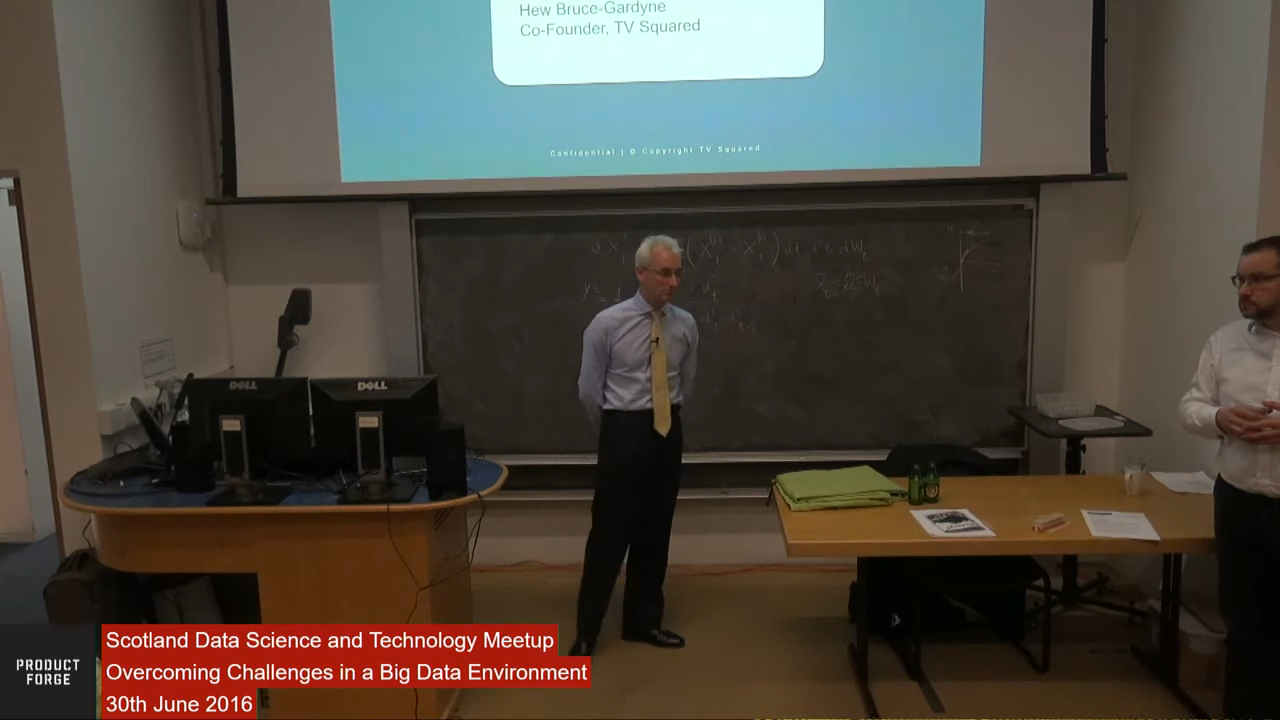 Hew Bruce-Gardyne
Co-Founder, TV Squared
Confidential | © Copyright TV Squared
DELL
DELL
PRODUCT
FORGE
Scotland Data Science and Technology Meetup
Overcoming Challenges in a Big Data Environment
30th June 2016